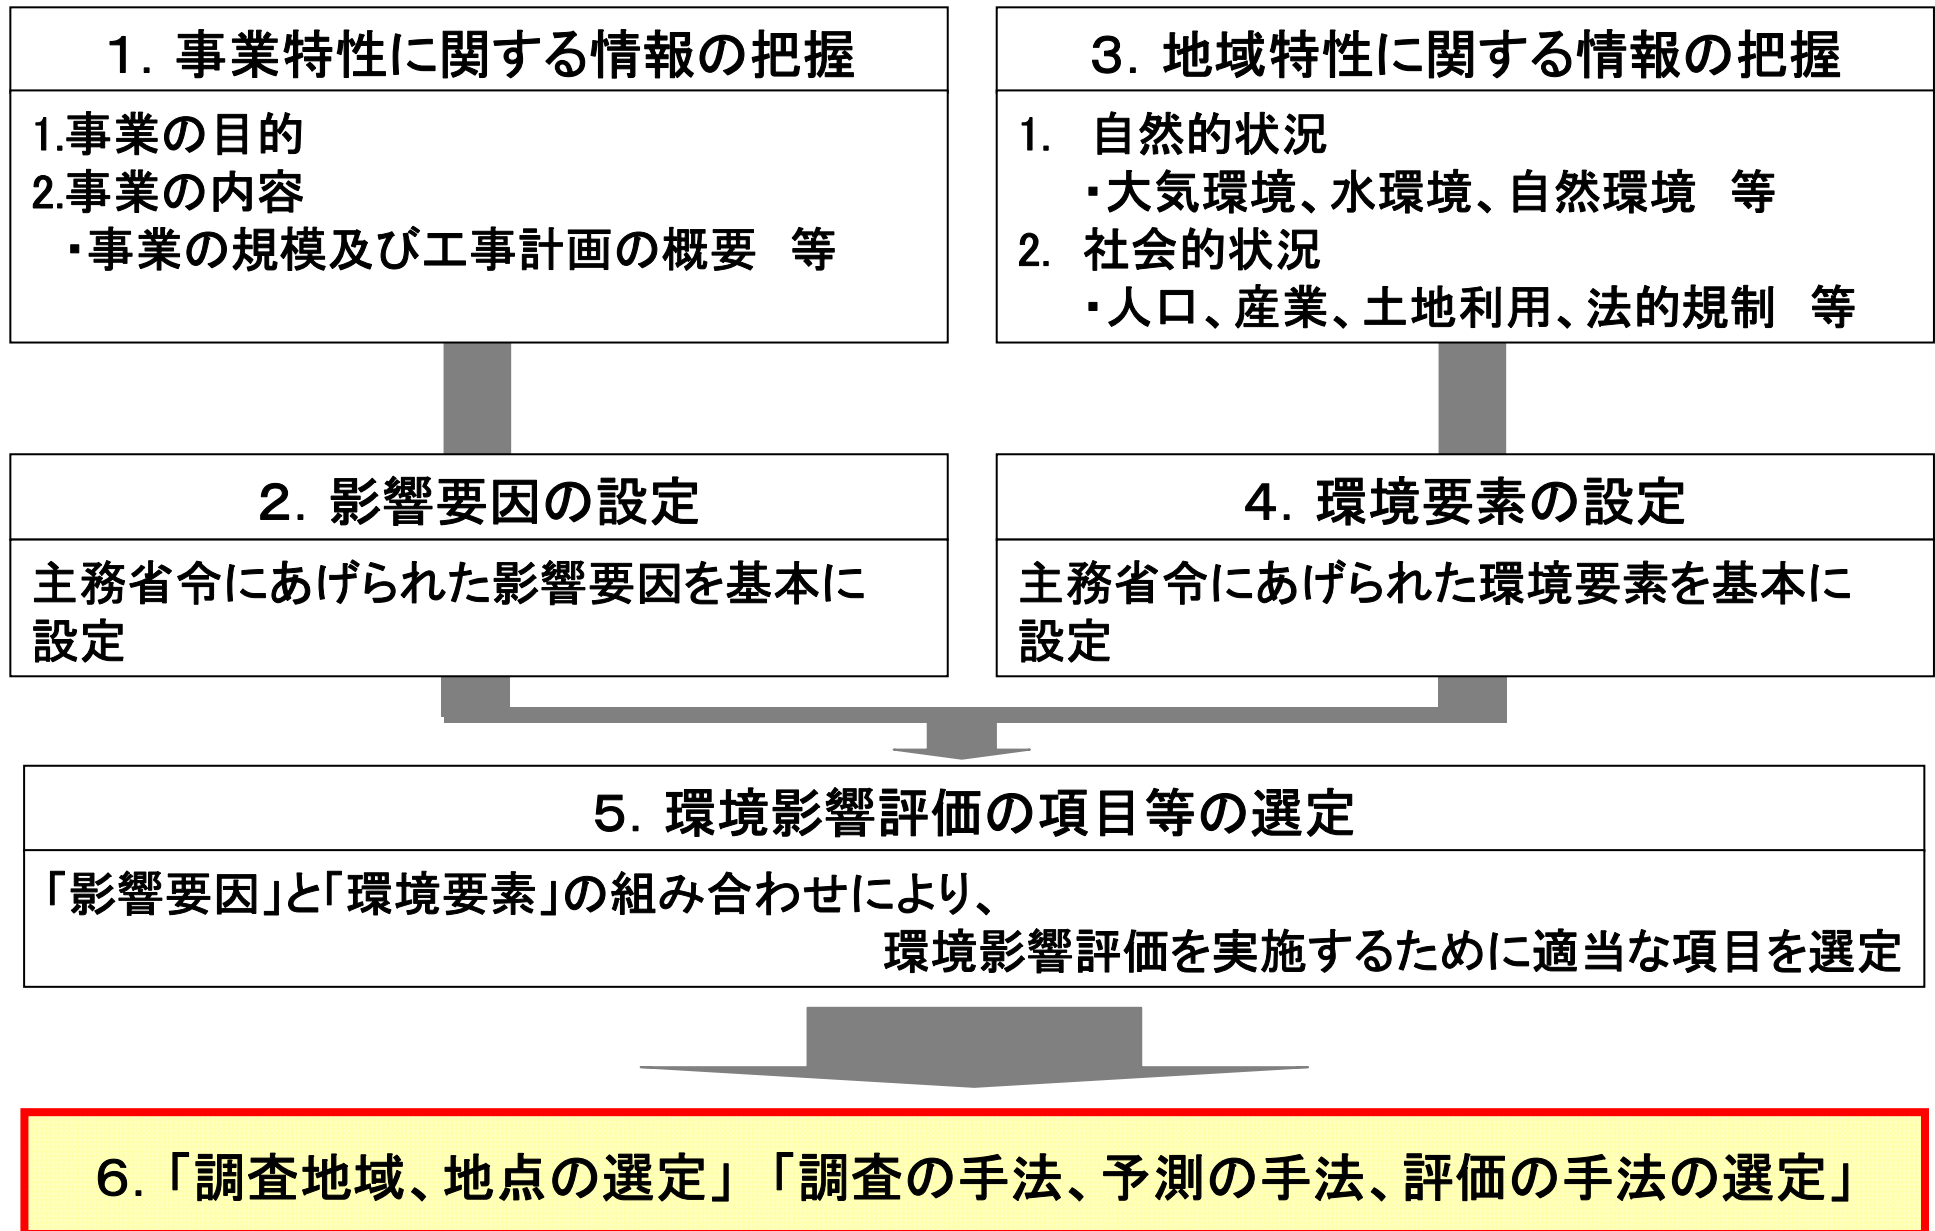 １．事業特性に関する情報の把握
1.事業の目的
2.事業の内容
・事業の規模及び工事計画の概要　等
３．地域特性に関する情報の把握
1.　自然的状況
・大気環境、水環境、自然環境　等
2.　社会的状況
・人口、産業、土地利用、法的規制　等
２．影響要因の設定
主務省令にあげられた影響要因を基本に
設定
４．環境要素の設定
主務省令にあげられた環境要素を基本に
設定
５．環境影響評価の項目等の選定
「影響要因」と「環境要素」の組み合わせにより、
環境影響評価を実施するために適当な項目を選定
６．「調査地域、地点の選定」「調査の手法、予測の手法、評価の手法の選定」